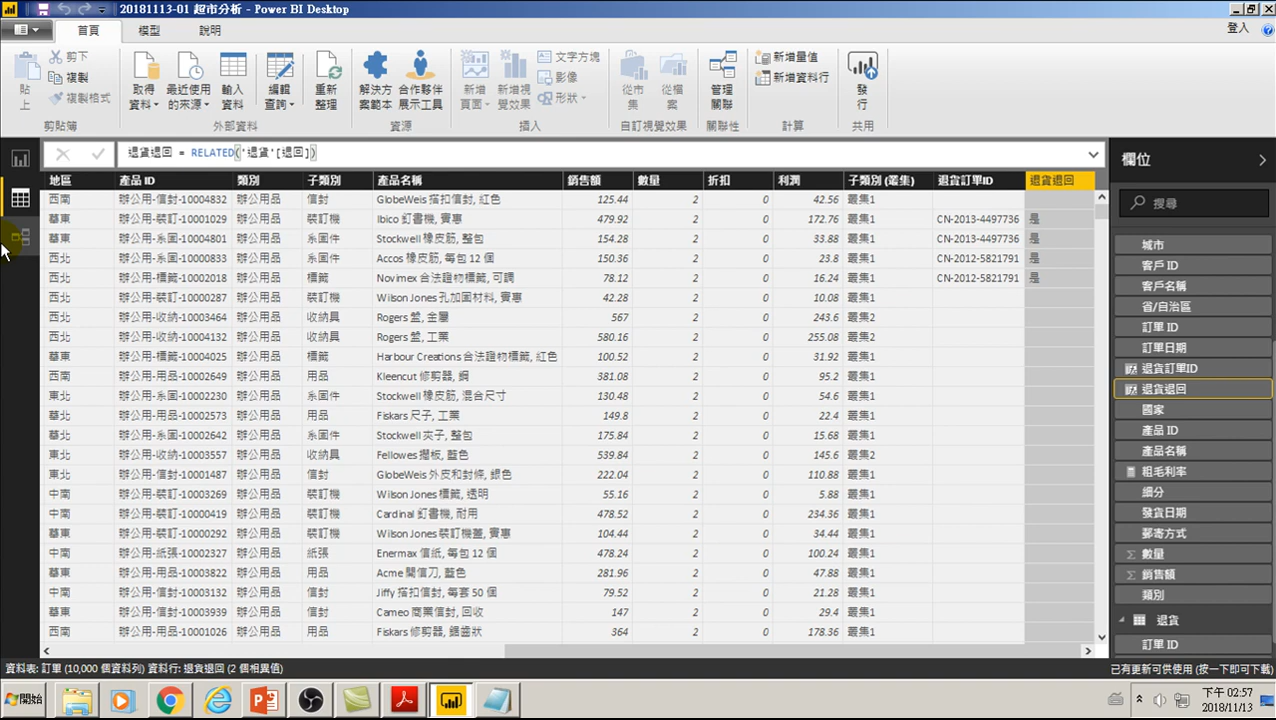 20181113-01 超市分析 - Power BI Desktop
首頁 模型 說明
登入
貼上
剪下
複製
複製格式
剪貼簿
取得資料
最近使用的來源
輸入資料
編輯查詢
重新整理
外部資料
解決方案範本
合作夥伴展示工具
資源
新增頁面
新增視覺效果
文字方塊
影像
形狀
插入
從市集
從檔案
自訂視覺效果
管理關聯
關聯性
新增量值
新增資料行
計算
發行
共用
退貨退回 = RELATED('退貨'[退回])
地區 產品 ID 類別 子類別 產品名稱 銷售額 數量 折扣 利潤 子類別 (叢集) 退貨訂單ID 退貨退回
西南 辦公用-信封-10004832 辦公用品 信封 GlobeWeis 搭扣信封, 紅色 125.44 2 0 42.56 叢集1
華東 辦公用-裝訂-10001029 辦公用品 裝訂機 Ibico 釘書機, 實惠 479.92 2 0 172.76 叢集1 CN-2013-4497736 是
華東 辦公用-系固-10004801 辦公用品 系固件 Stockwell 橡皮筋, 整包 154.28 2 0 33.88 叢集1 CN-2013-4497736 是
西北 辦公用-系固-10000833 辦公用品 系固件 Accos 橡皮筋, 每包 12 個 150.36 2 0 23.8 叢集1 CN-2012-5821791 是
西北 辦公用-標籤-10002018 辦公用品 標籤 Novimex 合法證物標籤, 可調 78.12 2 0 16.24 叢集1 CN-2012-5821791 是
西北 辦公用-裝訂-10000287 辦公用品 裝訂機 Wilson Jones 孔加固材料, 實惠 42.28 2 0 10.08 叢集1
西北 辦公用-收納-10003464 辦公用品 收納具 Rogers 盒, 金屬 567 2 0 243.6 叢集2
西北 辦公用-收納-10004132 辦公用品 收納具 Rogers 盒, 工業 580.16 2 0 255.08 叢集2
華東 辦公用-標籤-10004025 辦公用品 標籤 Harbour Creations 合法證物標籤, 紅色 100.52 2 0 31.92 叢集1
西南 辦公用-用品-10002649 辦公用品 用品 Kleencut 修剪器, 鋼 381.08 2 0 95.2 叢集1
東北 辦公用-系固-10002230 辦公用品 系固件 Stockwell 橡皮筋, 混合尺寸 130.48 2 0 54.6 叢集1
華北 辦公用-用品-10002573 辦公用品 用品 Fiskars 尺子, 工業 149.8 2 0 22.4 叢集1
華北 辦公用-系固-10002642 辦公用品 系固件 Stockwell 夾子, 整包 175.84 2 0 15.68 叢集1
東北 辦公用-收納-10003557 辦公用品 收納具 Fellowes 擱板, 藍色 539.84 2 0 145.6 叢集2
東北 辦公用-信封-10001487 辦公用品 信封 GlobeWeis 外皮和封條, 銀色 222.04 2 0 110.88 叢集1
中南 辦公用-裝訂-10003269 辦公用品 裝訂機 Wilson Jones 標籤, 透明 55.16 2 0 5.88 叢集1
中南 辦公用-裝訂-10000419 辦公用品 裝訂機 Cardinal 釘書機, 耐用 478.52 2 0 234.36 叢集1
華東 辦公用-裝訂-10000292 辦公用品 裝訂機 Wilson Jones 裝訂機蓋, 實惠 104.44 2 0 34.44 叢集1
中南 辦公用-紙張-10002327 辦公用品 紙張 Enermax 信紙, 每包 12 個 478.24 2 0 100.24 叢集1
華東 辦公用-用品-10003822 辦公用品 用品 Acme 開信刀, 藍色 281.96 2 0 47.88 叢集1
中南 辦公用-信封-10003132 辦公用品 信封 Jiffy 搭扣信封, 每套 50 個 79.52 2 0 21.28 叢集1
華東 辦公用-信封-10003939 辦公用品 信封 Cameo 商業信封, 回收 147 2 0 29.4 叢集1
西南 辦公用-用品-10001026 辦公用品 用品 Fiskars 修剪器, 鋸齒狀 364 2 0 178.36 叢集1
欄位
搜尋
城市
客戶 ID
客戶名稱
省/自治區
訂單 ID
訂單日期
退貨訂單ID
退貨退回
國家
產品 ID
產品名稱
粗毛利率
細分
發貨日期
郵寄方式
數量
銷售額
類別
退貨
訂單 ID
資料表: 訂單 (10,000 個資料列) 資料行: 退貨退回 (2 個相異值)
已有更新可供使用 (按一下即可下載)
開始
下午 02:57
2018/11/13